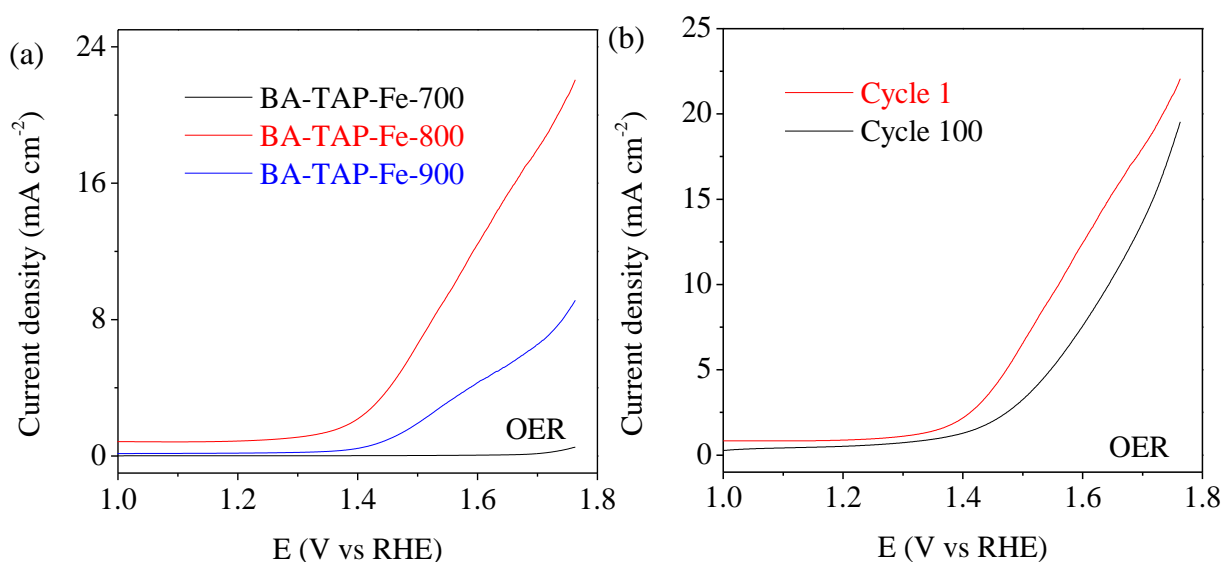 (a)
24
16
8
0
Current density (mA cm-2)
BA-TAP-Fe-700
BA-TAP-Fe-800
BA-TAP-Fe-900
OER
1.0 1.2 1.4 1.6 1.8
E (V vs RHE)
(b)
25
20
15
10
5
0
Current density (mA cm-2)
Cycle 1
Cycle 100
OER
1.0 1.2 1.4 1.6 1.8
E (V vs RHE)